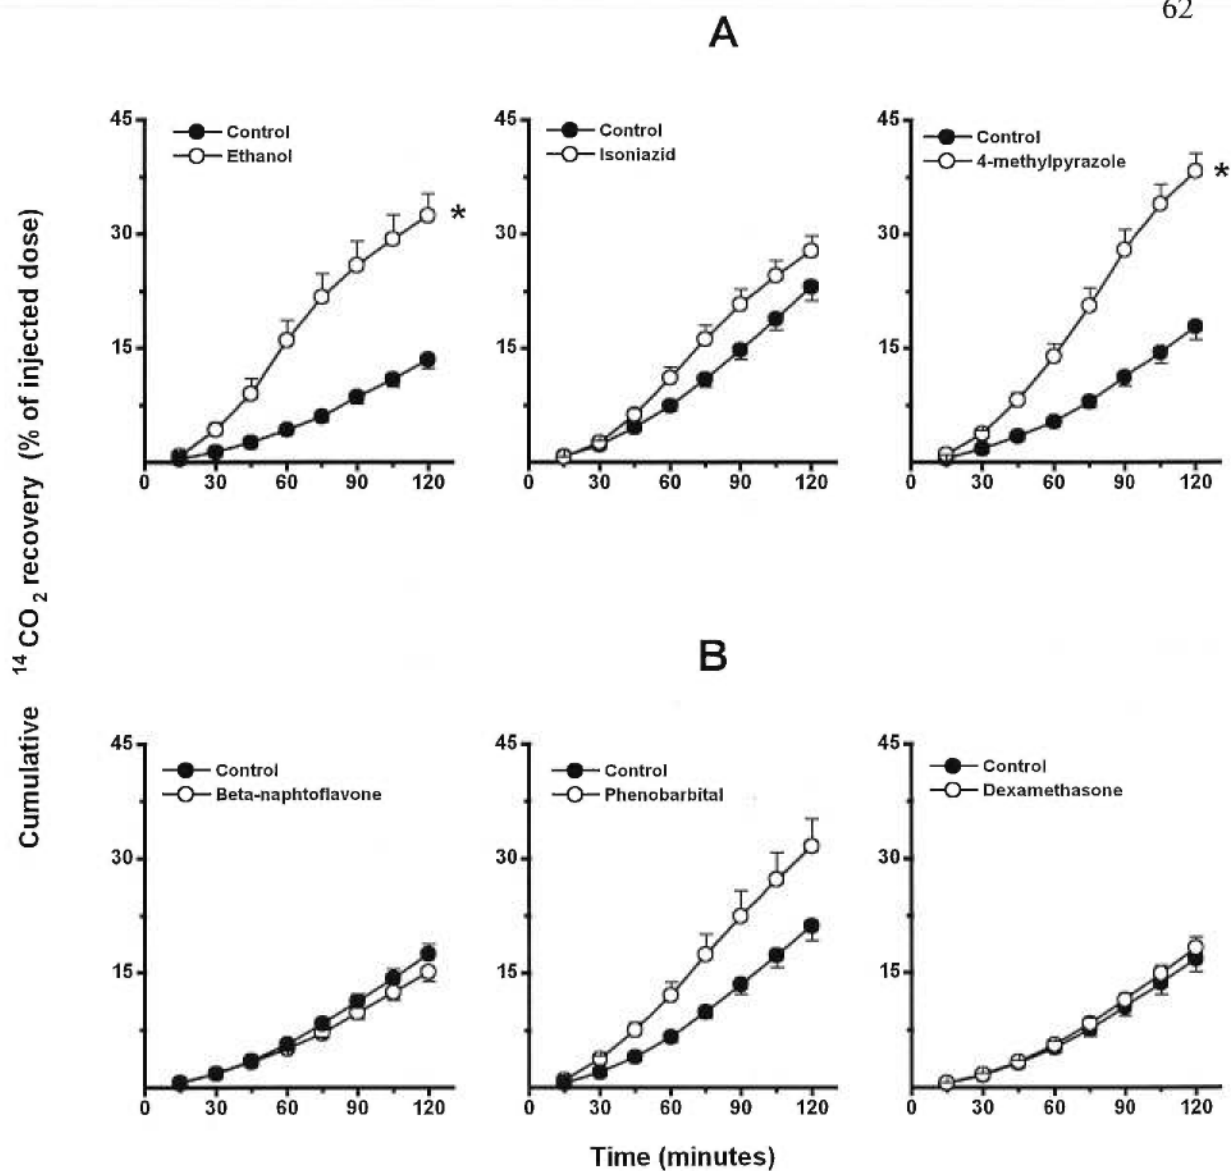 62
A
45
30
15
0 30 60 90 120
Control
Ethanol
*
45
30
15
0 30 60 90 120
Control
Isoniazid
45
30
15
0 30 60 90 120
Control
4-methylpyrazole
*
Cumulative 14 CO2 recovery (% of injected dose)
B
45
30
15
0 30 60 90 120
Control
Beta-naphtoflavone
45
30
15
0 30 60 90 120
Control
Phenobarbital
45
30
15
0 30 60 90 120
Control
Dexamethasone
Time (minutes)